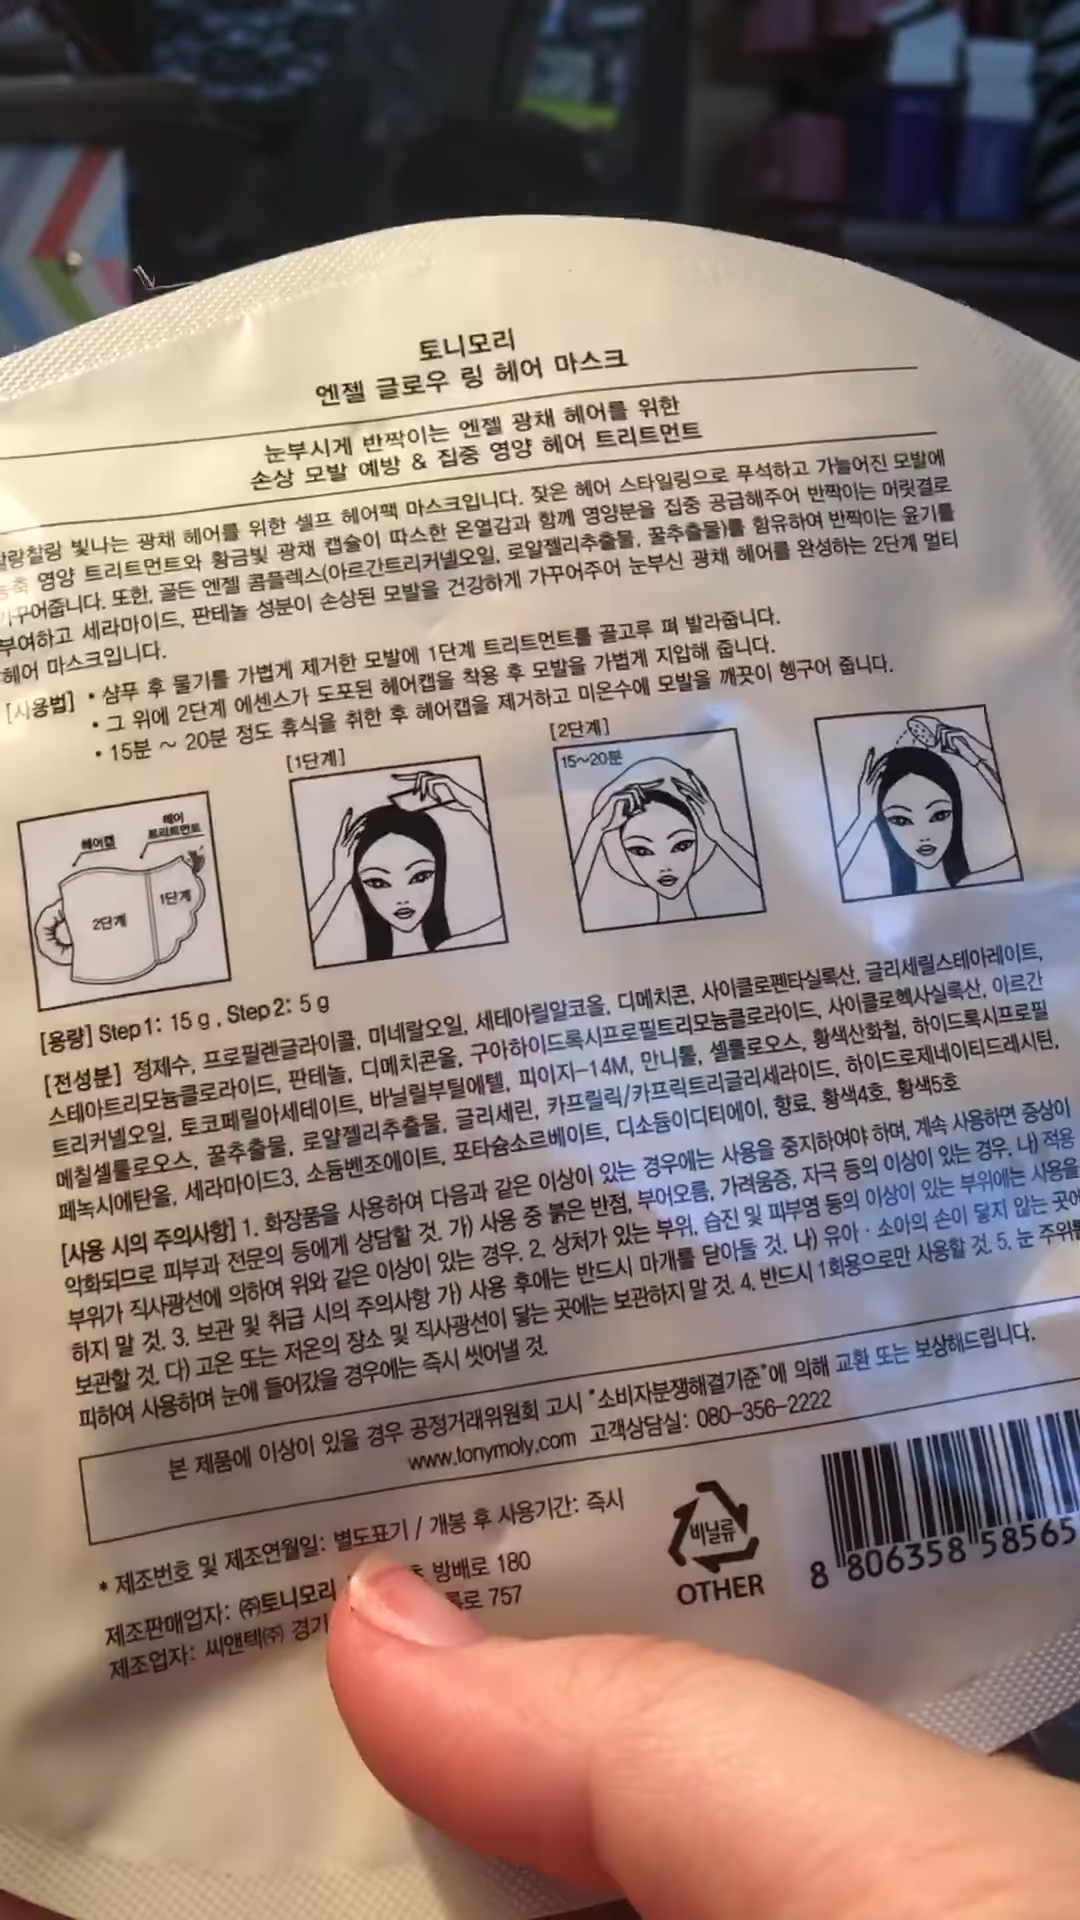 토니모리
엔젤 글로우 링 헤어 마스크
눈부시게 반짝이는 엔젤 광채 헤어를 위한
손상 모발 예방 & 집중 영양 헤어 트리트먼트
빛나는 광채 헤어를 위한 셀프 헤어팩 마스크입니다. 잦은 헤어 스타일링으로 푸석하고 가늘어진 모발에
영양 트리트먼트와 황금빛 광채 캡슐이 따스한 온열감과 함께 영양분을 집중 공급해주어 반짝이는 머릿결로
가꾸어줍니다. 또한, 골든 엔젤 콤플렉스(아르간트리커넬오일, 로얄젤리추출물, 꿀추출물)를 함유하여 반짝이는 윤기를
부여하고 세라마이드, 판테놀 성분이 손상된 모발을 건강하게 가꾸어주어 눈부신 광채 헤어를 완성하는 2단계 멀티
헤어 마스크입니다.
[사용법] • 샴푸 후 물기를 가볍게 제거한 모발에 1단계 트리트먼트를 골고루 펴 발라줍니다.
• 그 위에 2단계 에센스가 도포된 헤어캡을 착용 후 모발을 가볍게 지압해 줍니다.
• 15분 ~ 20분 정도 휴식을 취한 후 헤어캡을 제거하고 미온수에 모발을 깨끗이 헹구어 줍니다.
[1단계]
[2단계]
15~20분
헤어캡
헤어
트리트먼트
2단계
1단계
[용량] Step 1: 15 g , Step 2: 5 g
[전성분] 정제수, 프로필렌글라이콜, 미네랄오일, 세테아릴알코올, 디메치콘, 사이클로펜타실록산, 글리세릴스테아레이트,
스테아트리모늄클로라이드, 판테놀, 디메치콘올, 구아하이드록시프로필트리모늄클로라이드, 사이클로헥사실록산, 아르간
트리커넬오일, 토코페릴아세테이트, 바닐릴부틸에텔, 피이지-14M, 만니톨, 셀룰로오스, 황색산화철, 하이드록시프로필
메칠셀룰로오스, 꿀추출물, 로얄젤리추출물, 글리세린, 카프릴릭/카프릭트리글리세라이드, 하이드로제네이티드레시틴,
페녹시에탄올, 세라마이드3, 소듐벤조에이트, 포타슘소르베이트, 디소듐이디티에이, 향료, 황색4호, 황색5호
[사용 시의 주의사항] 1. 화장품을 사용하여 다음과 같은 이상이 있는 경우에는 사용을 중지하여야 하며, 계속 사용하면 증상이
악화되므로 피부과 전문의 등에게 상담할 것. 가) 사용 중 붉은 반점, 부어오름, 가려움증, 자극 등의 이상이 있는 경우. 나) 적용
부위가 직사광선에 의하여 위와 같은 이상이 있는 경우. 2. 상처가 있는 부위, 습진 및 피부염 등의 이상이 있는 부위에는 사용을
하지 말 것. 3. 보관 및 취급 시의 주의사항 가) 사용 후에는 반드시 마개를 닫아둘 것. 나) 유아 · 소아의 손이 닿지 않는 곳에
보관할 것. 다) 고온 또는 저온의 장소 및 직사광선이 닿는 곳에는 보관하지 말 것. 4. 반드시 1회용으로만 사용할 것. 5. 눈 주위를
피하여 사용하며 눈에 들어갔을 경우에는 즉시 씻어낼 것.
본 제품에 이상이 있을 경우 공정거래위원회 고시 "소비자분쟁해결기준"에 의해 교환 또는 보상해드립니다.
www.tonymoly.com 고객상담실: 080-356-2222
* 제조번호 및 제조연월일: 별도표기 / 개봉 후 사용기간: 즉시
제조판매업자: ㈜토니모리 방배로 180
제조업자: 씨앤텍㈜ 경기 757
비닐류
OTHER
8 806358 58565